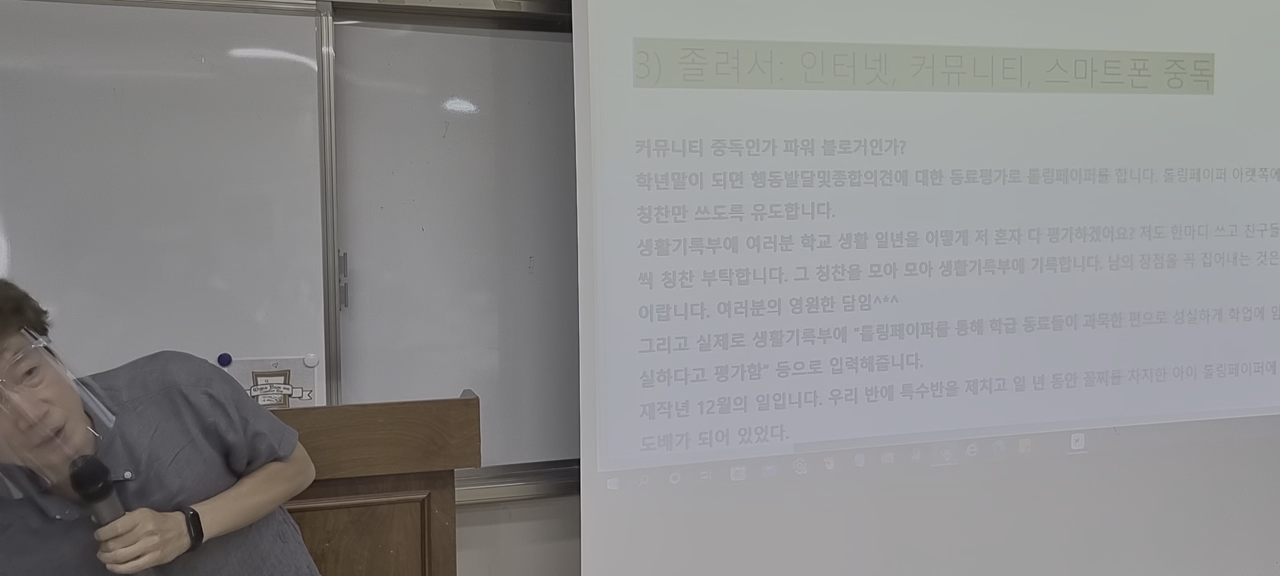 3) 졸려서: 인터넷, 커뮤니티, 스마트폰 중독
커뮤니티 중독인가 파워 블로거인가?
학년말이 되면 행동발달및종합의견에 대한 동료평가로 롤링페이퍼를 합니다. 롤링페이퍼 아랫쪽에
칭찬만 쓰도록 유도합니다.
생활기록부에 여러분 학교 생활 일년을 어떻게 저 혼자 다 평가하겠어요? 저도 한마디 쓰고 친구들
씩 칭찬 부탁합니다. 그 칭찬을 모아 모아 생활기록부에 기록합니다. 남의 장점을 꼭 집어내는 것은
이랍니다. 여러분의 영원한 담임^*^
그리고 실제로 생활기록부에 "롤링페이퍼를 통해 학급 동료들이 과묵한 편으로 성실하게 학업에 임
실하다고 평가함" 등으로 입력해줍니다.
재작년 12월의 일입니다. 우리 반에 특수반을 제치고 일 년 동안 꼴찌를 차지한 아이 롤링페이퍼에
도배가 되어 있었다.